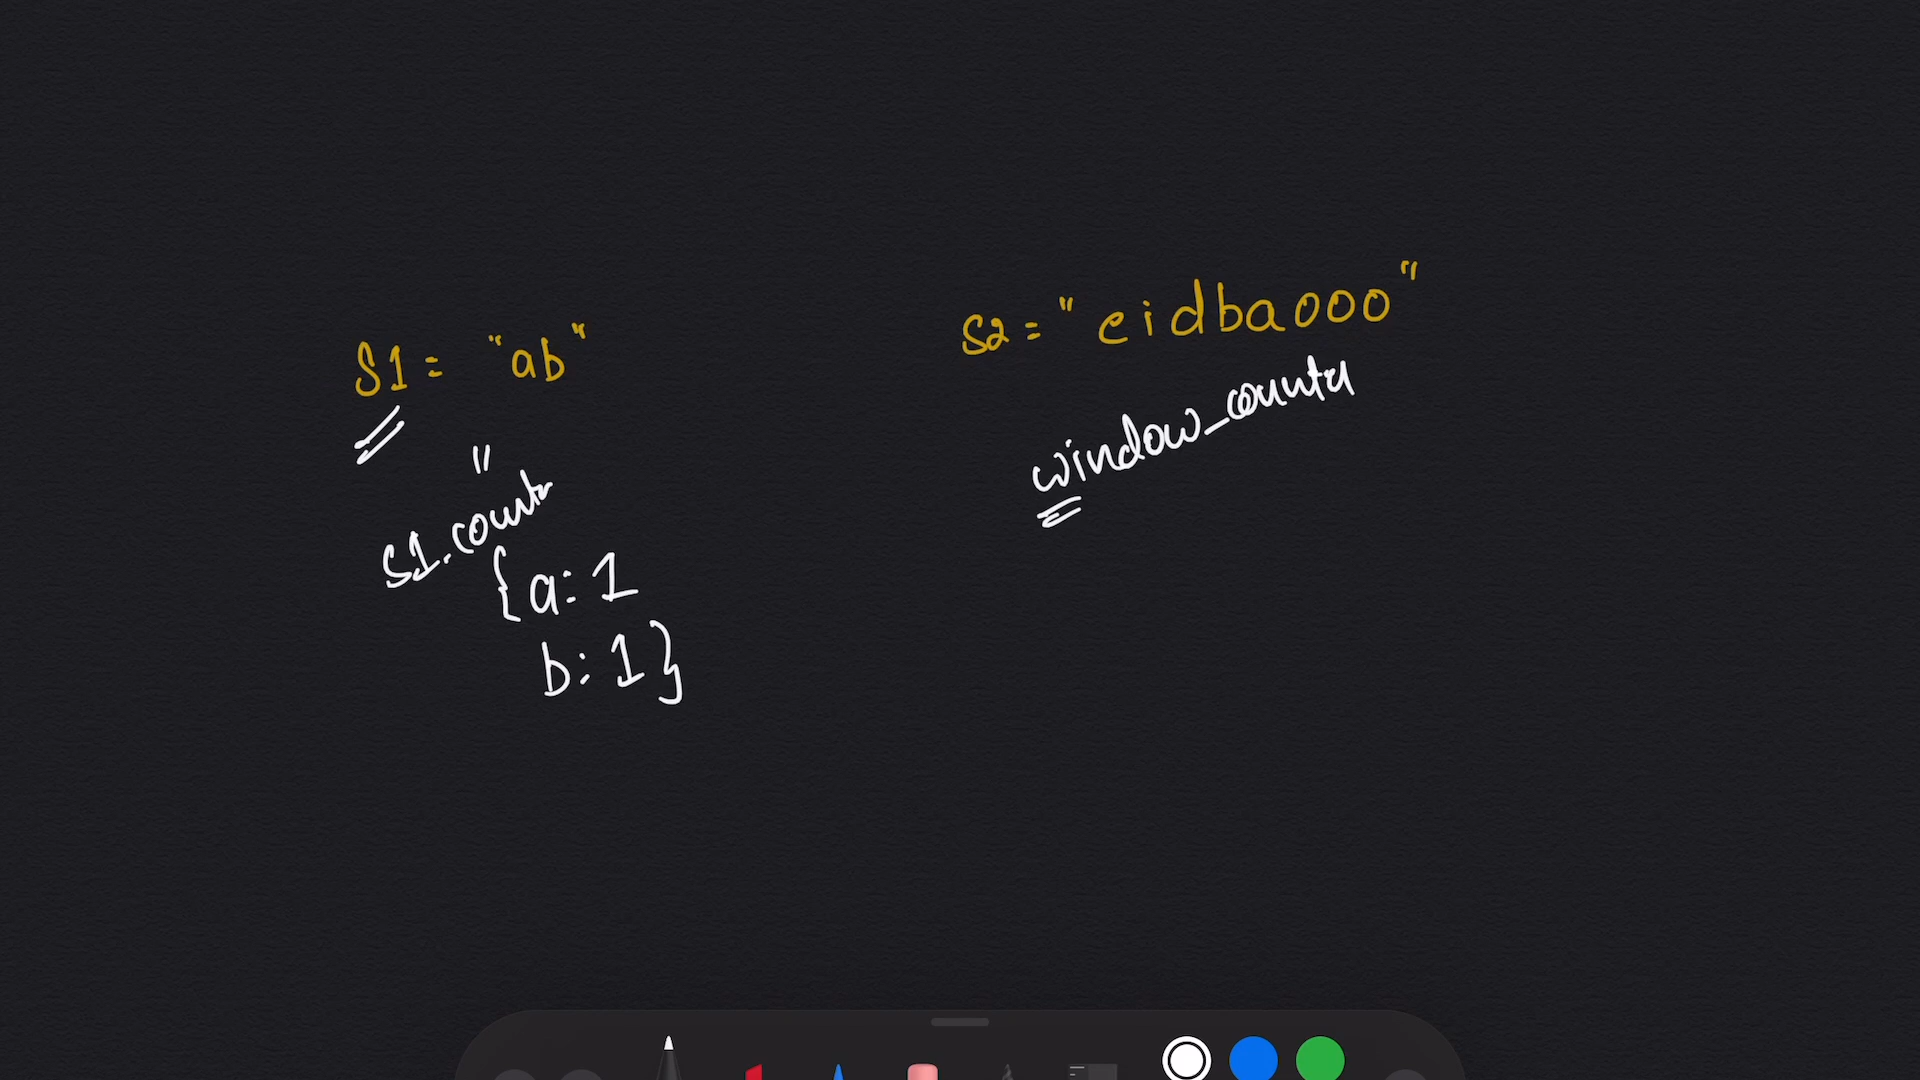 S1 = "ab"
S2 = "eidbaooo"
window_counter
"
S1.counter
{a: 1
b: 1}